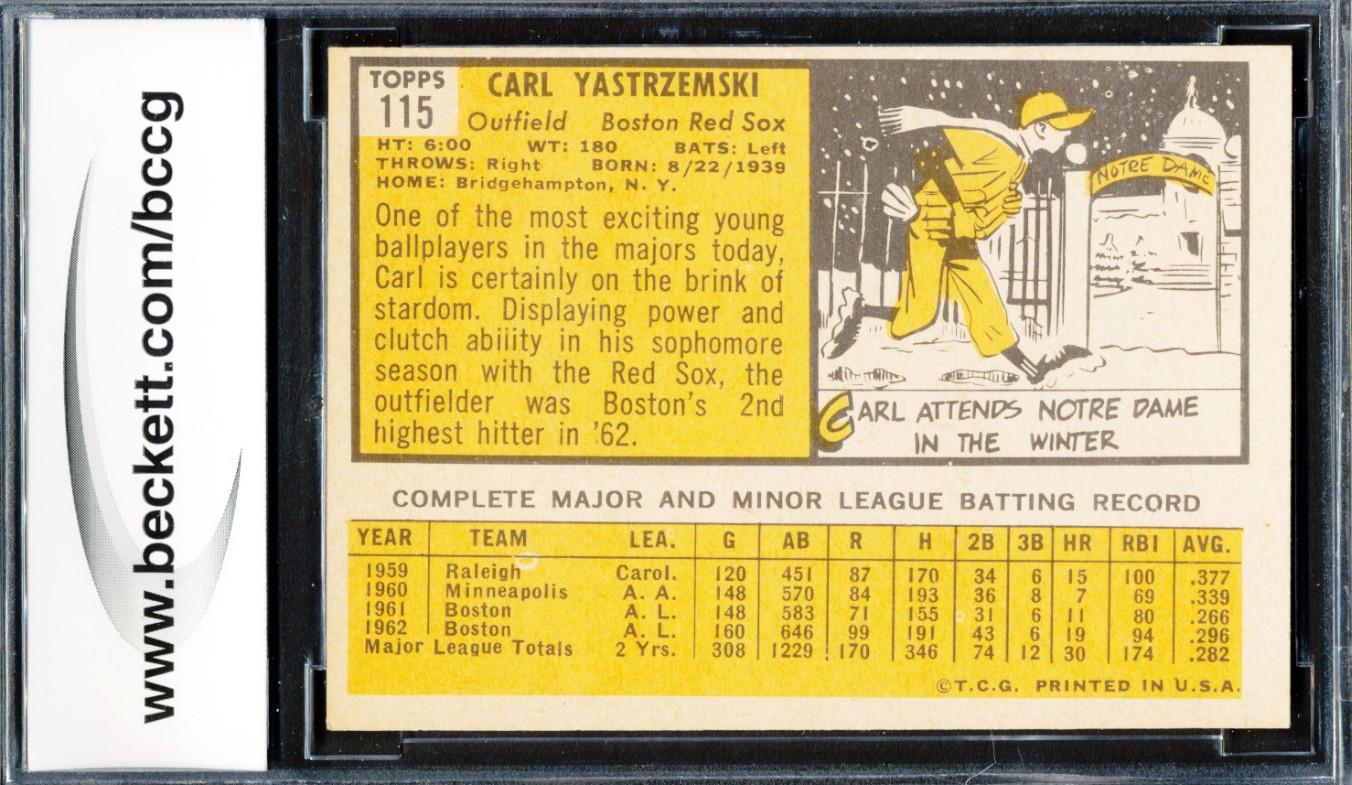 www.beckett.com/bccg
TOPPS
115
CARL YASTRZEMSKI
Outfield Boston Red Sox
HT: 6:00 WT: 180 BATS: Left
THROWS: Right BORN: 8/22/1939
HOME: Bridgehampton, N. Y.
One of the most exciting young
ballplayers in the majors today,
Carl is certainly on the brink of
stardom. Displaying power and
clutch ability in his sophomore
season with the Red Sox, the
outfielder was Boston's 2nd
highest hitter in '62.
NOTRE DAME
CARL ATTENDS NOTRE DAME
IN THE WINTER
COMPLETE MAJOR AND MINOR LEAGUE BATTING RECORD
YEAR TEAM LEA. G AB R H 2B 3B HR RBI AVG.
1959 Raleigh Carol. 120 451 87 170 34 6 15 100 .377
1960 Minneapolis A. A. 148 570 84 193 36 8 7 69 .339
1961 Boston A. L. 148 583 71 155 31 6 11 80 .266
1962 Boston A. L. 160 646 99 191 43 6 19 94 .296
Major League Totals 2 Yrs. 308 1229 170 346 74 12 30 174 .282
©T.C.G. PRINTED IN U.S.A.